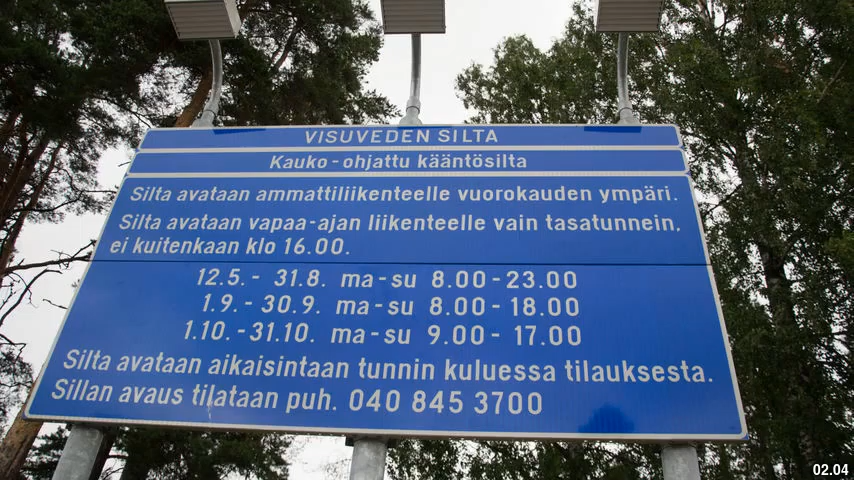 VISUVEDEN SILTA
Kauko-ohjattu kääntösilta
Silta avataan ammattiliikenteelle vuorokauden ympäri.
Silta avataan vapaa-ajan liikenteelle vain tasatunnein,
ei kuitenkaan klo 16.00.
12.5.- 31.8. ma-su 8.00-23.00
1.9.-30.9. ma-su 8.00-18.00
1.10.-31.10. ma-su 9.00-17.00
Silta avataan aikaisintaan tunnin kuluessa tilauksesta.
Sillan avaus tilataan puh. 040 845 3700
02.04